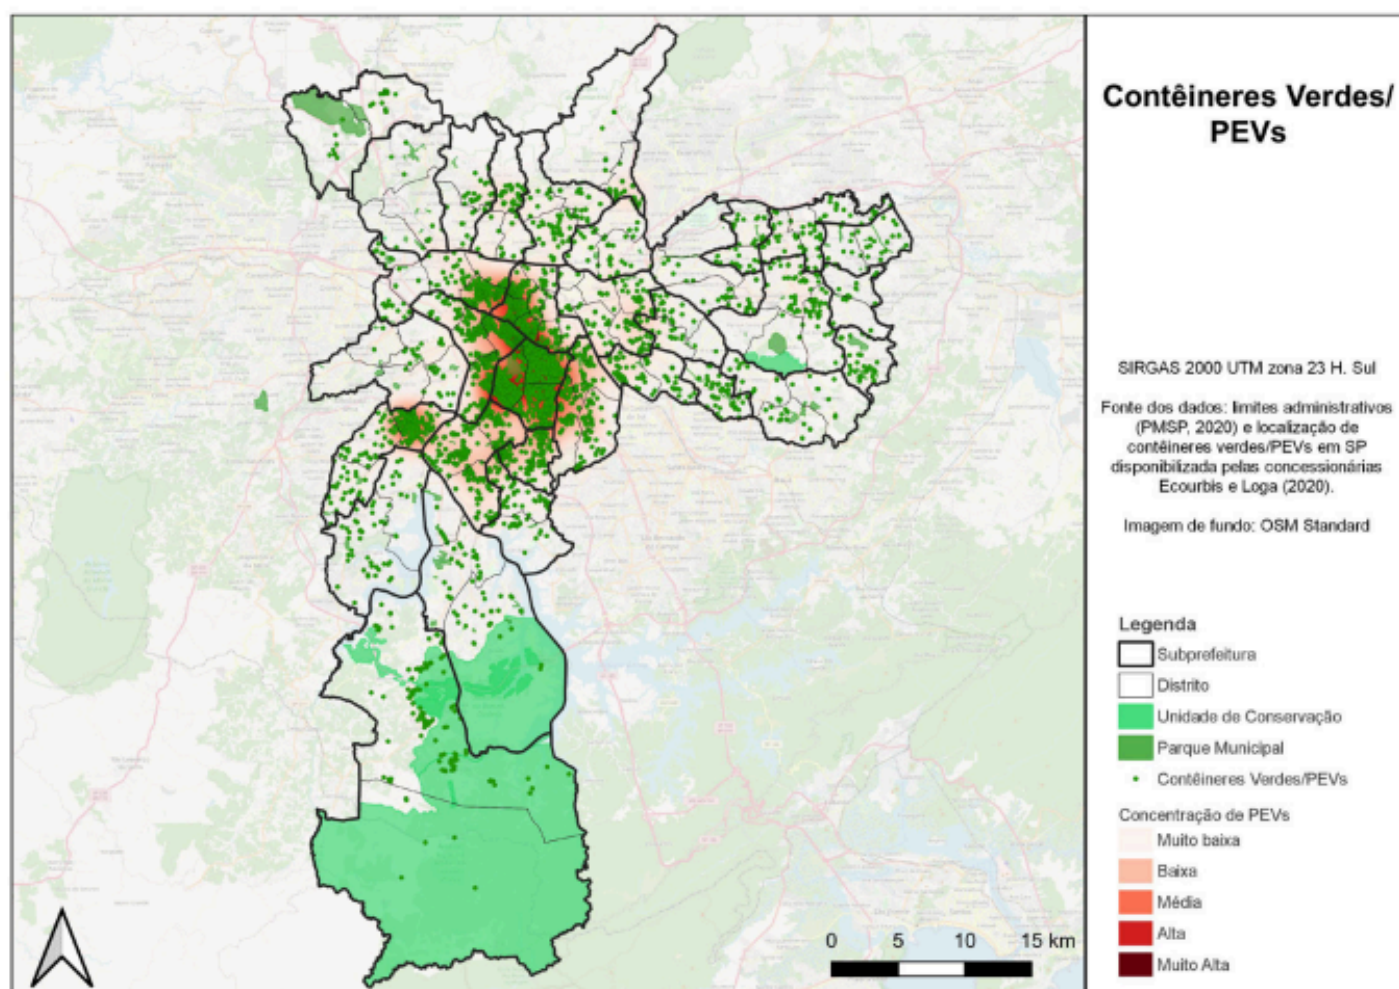 Contêineres Verdes/
PEVs
SIRGAS 2000 UTM zona 23 H. Sul
Fonte dos dados: limites administrativos
(PMSP, 2020) e localização de
contêineres verdes/PEVs em SP
disponibilizada pelas concessionárias
Ecourbis e Loga (2020).
Imagem de fundo: OSM Standard
Legenda
Subprefeitura
Distrito
Unidade de Conservação
Parque Municipal
Contêineres Verdes/PEVs
Concentração de PEVs
Muito baixa
Baixa
Média
Alta
Muito Alta
0 5 10 15 km